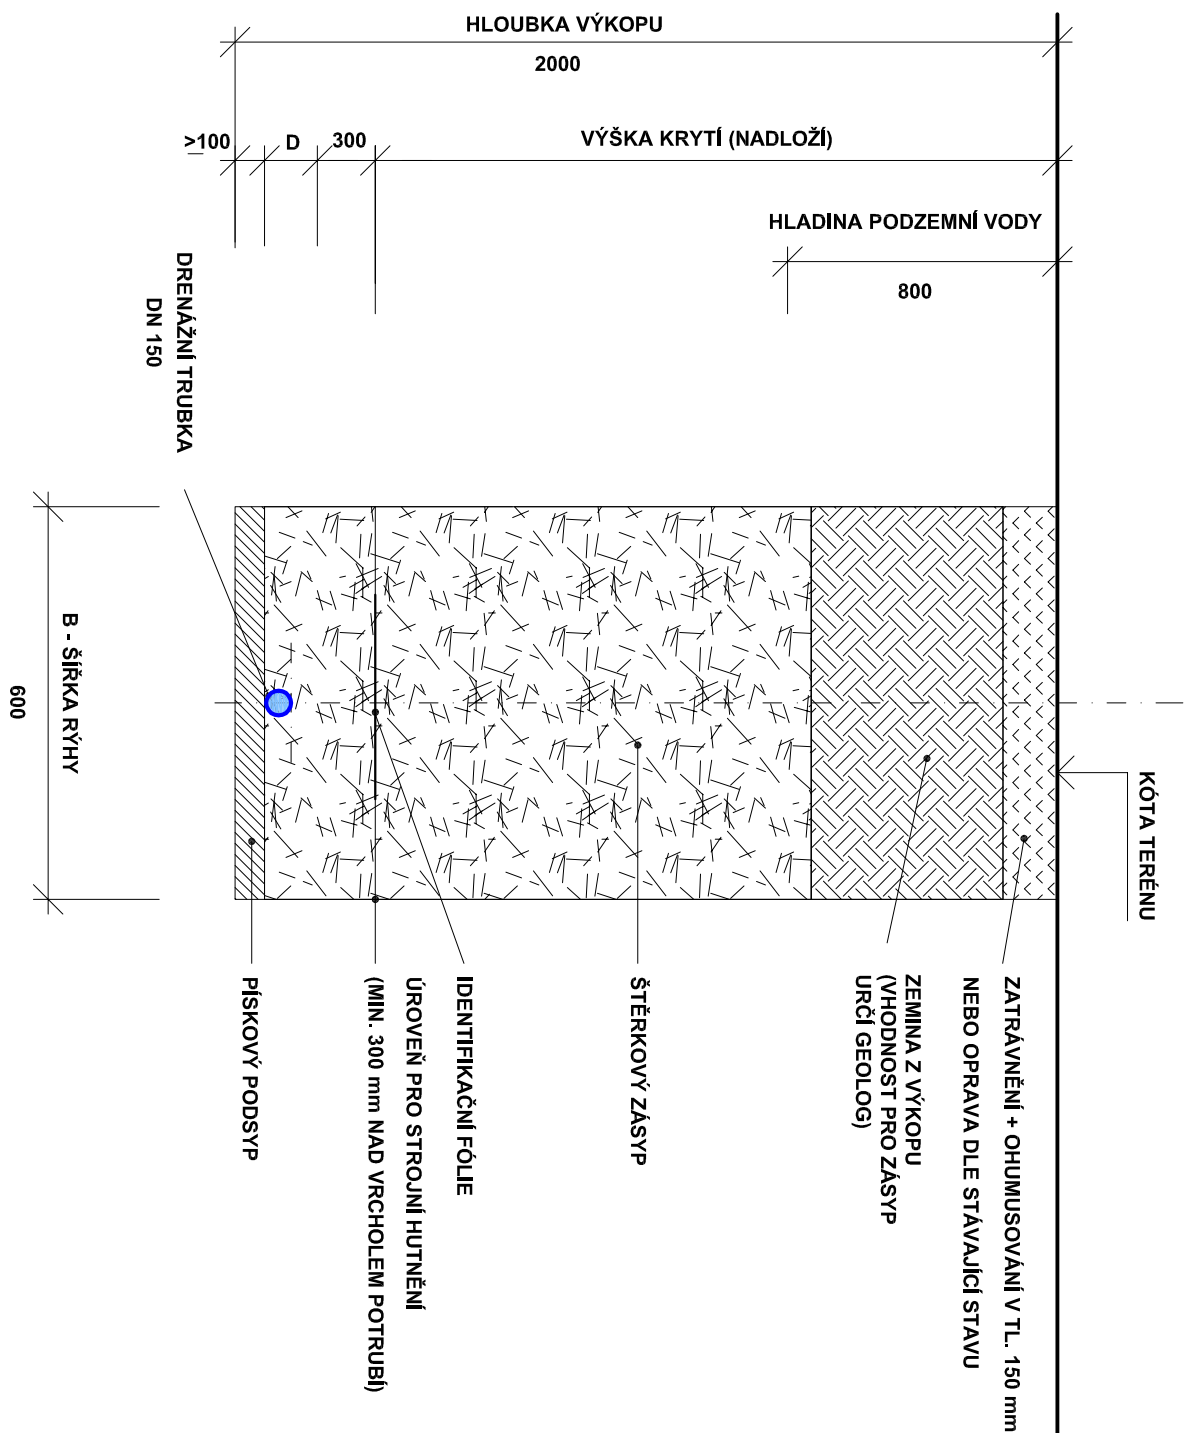 HLOUBKA VÝKOPU
2000
>100
D
300
VÝŠKA KRYTÍ (NADLOŽÍ)
HLADINA PODZEMNÍ VODY
800
DRENÁŽNÍ TRUBKA
DN 150
B - ŠÍŘKA RÝHY
600
KÓTA TERÉNU
ZATRÁVNĚNÍ + OHUMUSOVÁNÍ V TL. 150 mm
NEBO OPRAVA DLE STÁVAJÍCÍ STAVU
ZEMINA Z VÝKOPU
(VHODNOST PRO ZÁSYP
URČÍ GEOLOG)
ŠTĚRKOVÝ ZÁSYP
IDENTIFIKAČNÍ FÓLIE
ÚROVEŇ PRO STROJNÍ HUTNĚNÍ
(MIN. 300 mm NAD VRCHOLEM POTRUBÍ)
PÍSKOVÝ PODSYP